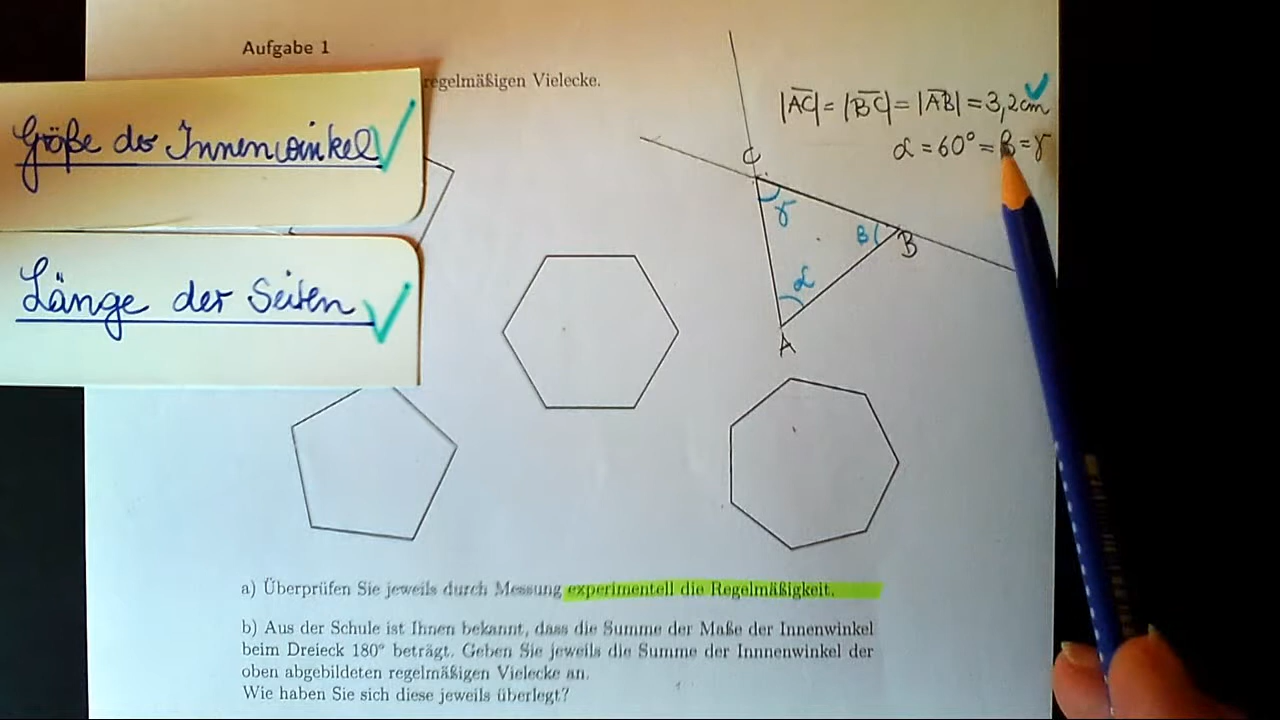 Aufgabe 1
regelmäßigen Vielecke.
Größe der Innenwinkel
Länge der Seiten
|AC| = |BC| = |AB| = 3,2cm
α = 60° = β = γ
C
γ
β
B
α
A
a) Überprüfen Sie jeweils durch Messung experimentell die Regelmäßigkeit.
b) Aus der Schule ist Ihnen bekannt, dass die Summe der Maße der Innenwinkel
beim Dreieck 180° beträgt. Geben Sie jeweils die Summe der Innnenwinkel der
oben abgebildeten regelmäßigen Vielecke an.
Wie haben Sie sich diese jeweils überlegt?